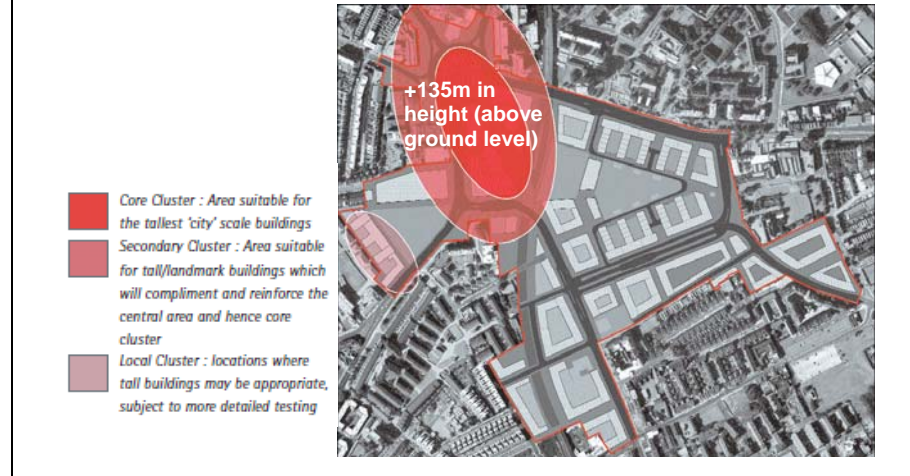 +135m in
height (above
ground level)
Core Cluster : Area suitable for
the tallest 'city' scale buildings
Secondary Cluster : Area suitable
for tall/landmark buildings which
will compliment and reinforce the
central area and hence core
cluster
Local Cluster : locations where
tall buildings may be appropriate,
subject to more detailed testing